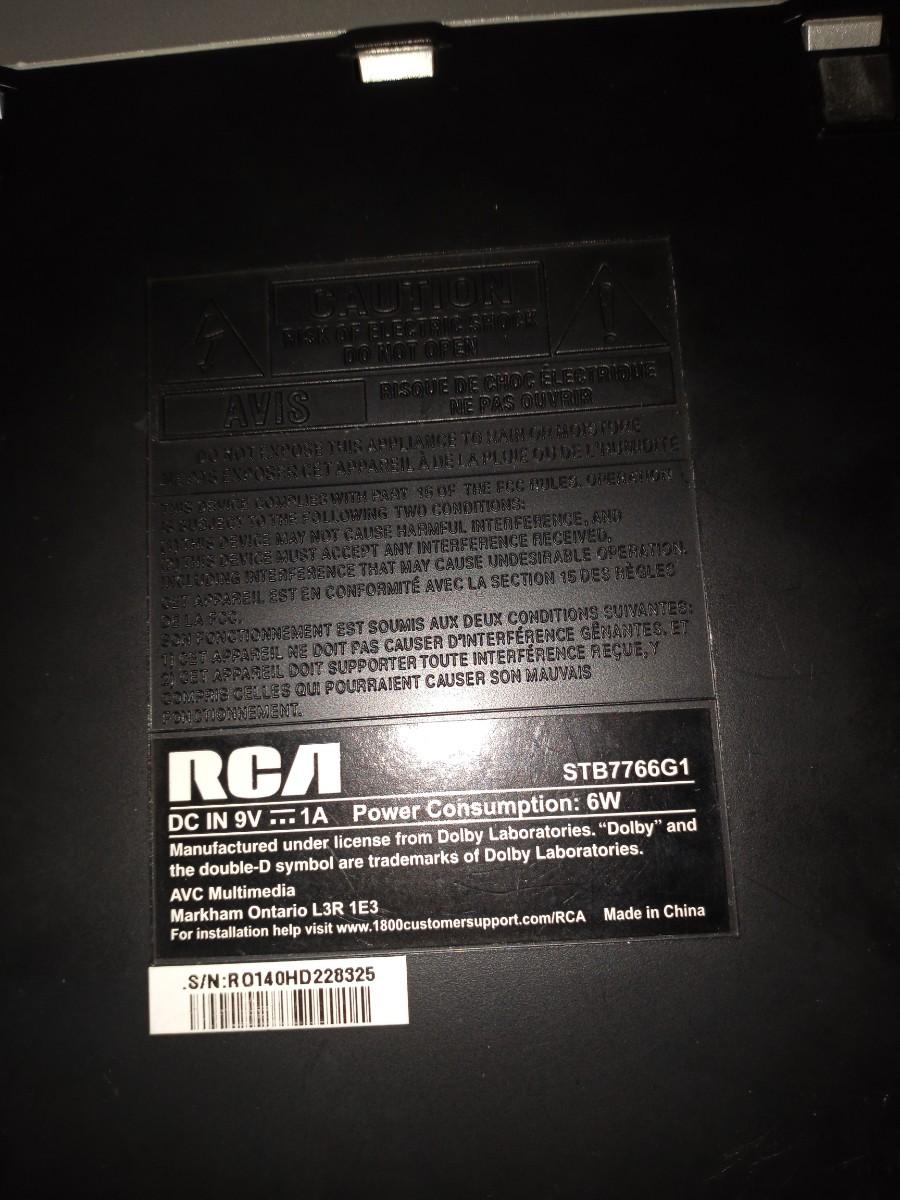 CAUTION
RISK OF ELECTRIC SHOCK
DO NOT OPEN
AVIS
RISQUE DE CHOC ÉLECTRIQUE
NE PAS OUVRIR
DO NOT EXPOSE THIS APPLIANCE TO RAIN OR MOISTURE
NE PAS EXPOSER CET APPAREIL À DE LA PLUIE OU DE L'HUMIDITÉ
THIS DEVICE COMPLIES WITH PART 15 OF THE FCC RULES. OPERATION
IS SUBJECT TO THE FOLLOWING TWO CONDITIONS:
(1) THIS DEVICE MAY NOT CAUSE HARMFUL INTERFERENCE, AND
(2) THIS DEVICE MUST ACCEPT ANY INTERFERENCE RECEIVED,
INCLUDING INTERFERENCE THAT MAY CAUSE UNDESIRABLE OPERATION.
CET APPAREIL EST EN CONFORMITÉ AVEC LA SECTION 15 DES RÈGLES
DE LA FCC.
SON FONCTIONNEMENT EST SOUMIS AUX DEUX CONDITIONS SUIVANTES:
1) CET APPAREIL NE DOIT PAS CAUSER D'INTERFÉRENCE GÊNANTES, ET
2) CET APPAREIL DOIT SUPPORTER TOUTE INTERFÉRENCE REÇUE, Y
COMPRIS CELLES QUI POURRAIENT CAUSER SON MAUVAIS
FONCTIONNEMENT.
RCA STB7766G1
DC IN 9V ⎓ 1A Power Consumption: 6W
Manufactured under license from Dolby Laboratories. “Dolby” and
the double-D symbol are trademarks of Dolby Laboratories.
AVC Multimedia
Markham Ontario L3R 1E3
For installation help visit www.1800customersupport.com/RCA Made in China
.S/N:RO140HD228325